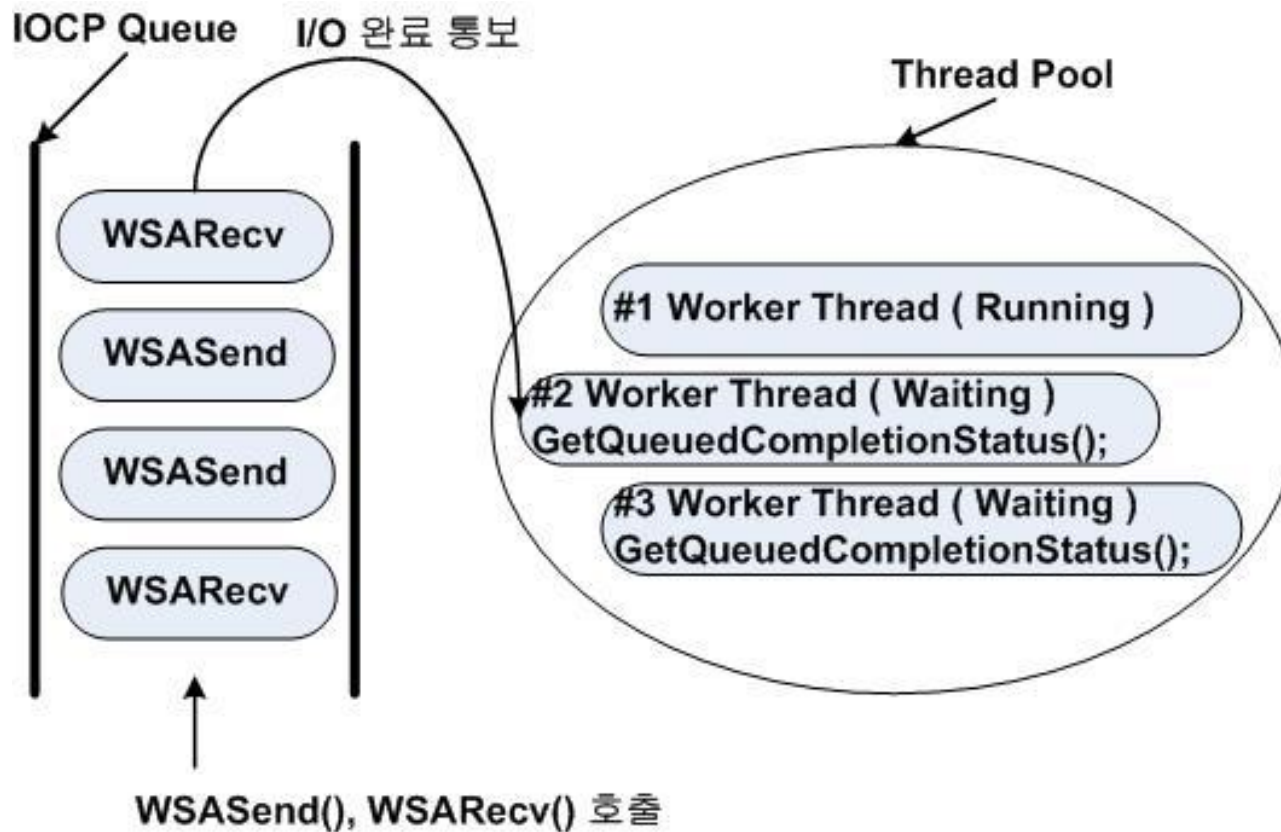 IOCP Queue
I/O 완료 통보
Thread Pool
WSARecv
WSASend
WSASend
WSARecv
#1 Worker Thread ( Running )
#2 Worker Thread ( Waiting )
GetQueuedCompletionStatus();
#3 Worker Thread ( Waiting )
GetQueuedCompletionStatus();
WSASend(), WSARecv() 호출